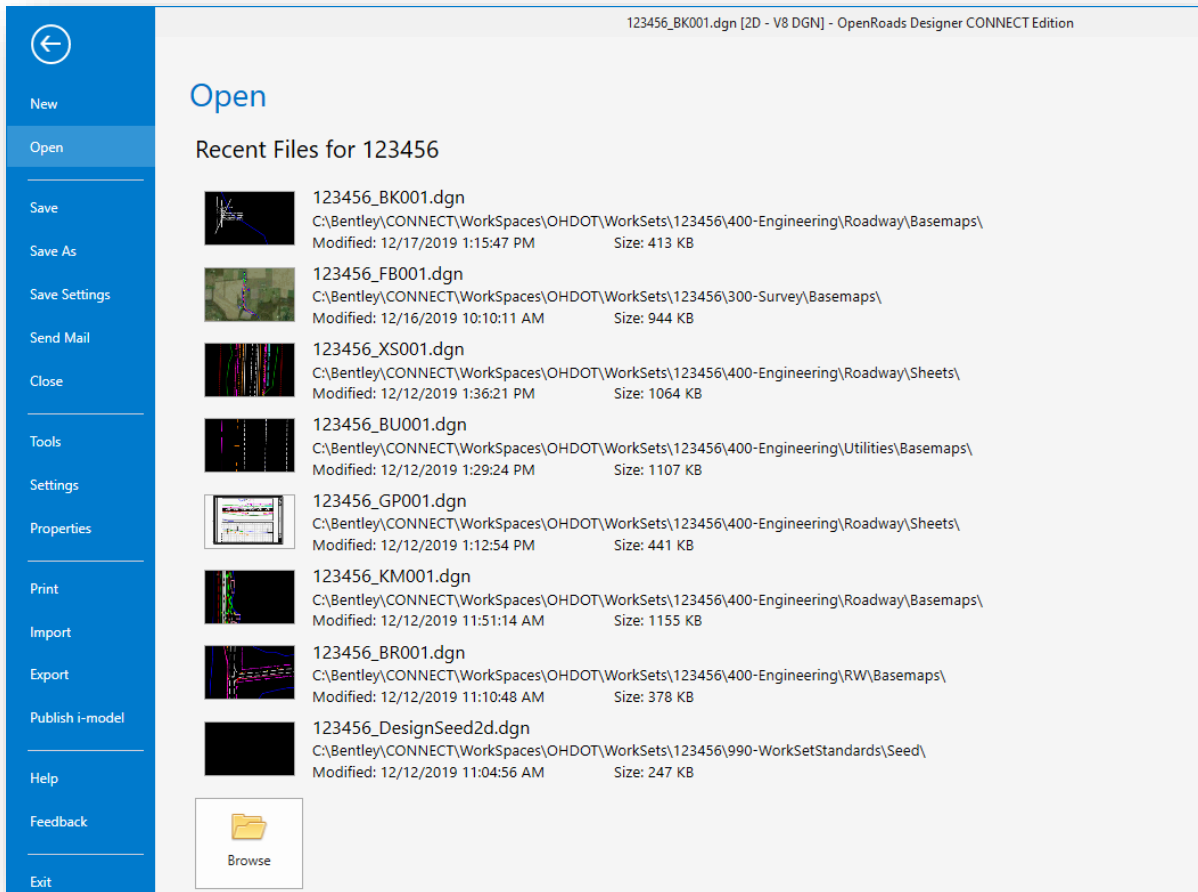 123456_BK001.dgn [2D - V8 DGN] - OpenRoads Designer CONNECT Edition
New
Open
Save
Save As
Save Settings
Send Mail
Close
Tools
Settings
Properties
Print
Import
Export
Publish i-model
Help
Feedback
Exit
Open
Recent Files for 123456
123456_BK001.dgn
C:\Bentley\CONNECT\WorkSpaces\OHDOT\WorkSets\123456\400-Engineering\Roadway\Basemaps\
Modified: 12/17/2019 1:15:47 PM Size: 413 KB
123456_FB001.dgn
C:\Bentley\CONNECT\WorkSpaces\OHDOT\WorkSets\123456\300-Survey\Basemaps\
Modified: 12/16/2019 10:10:11 AM Size: 944 KB
123456_XS001.dgn
C:\Bentley\CONNECT\WorkSpaces\OHDOT\WorkSets\123456\400-Engineering\Roadway\Sheets\
Modified: 12/12/2019 1:36:21 PM Size: 1064 KB
123456_BU001.dgn
C:\Bentley\CONNECT\WorkSpaces\OHDOT\WorkSets\123456\400-Engineering\Utilities\Basemaps\
Modified: 12/12/2019 1:29:24 PM Size: 1107 KB
123456_GP001.dgn
C:\Bentley\CONNECT\WorkSpaces\OHDOT\WorkSets\123456\400-Engineering\Roadway\Sheets\
Modified: 12/12/2019 1:12:54 PM Size: 441 KB
123456_KM001.dgn
C:\Bentley\CONNECT\WorkSpaces\OHDOT\WorkSets\123456\400-Engineering\Roadway\Basemaps\
Modified: 12/12/2019 11:51:14 AM Size: 1155 KB
123456_BR001.dgn
C:\Bentley\CONNECT\WorkSpaces\OHDOT\WorkSets\123456\400-Engineering\RW\Basemaps\
Modified: 12/12/2019 11:10:48 AM Size: 378 KB
123456_DesignSeed2d.dgn
C:\Bentley\CONNECT\WorkSpaces\OHDOT\WorkSets\123456\990-WorkSetStandards\Seed\
Modified: 12/12/2019 11:04:56 AM Size: 247 KB
Browse